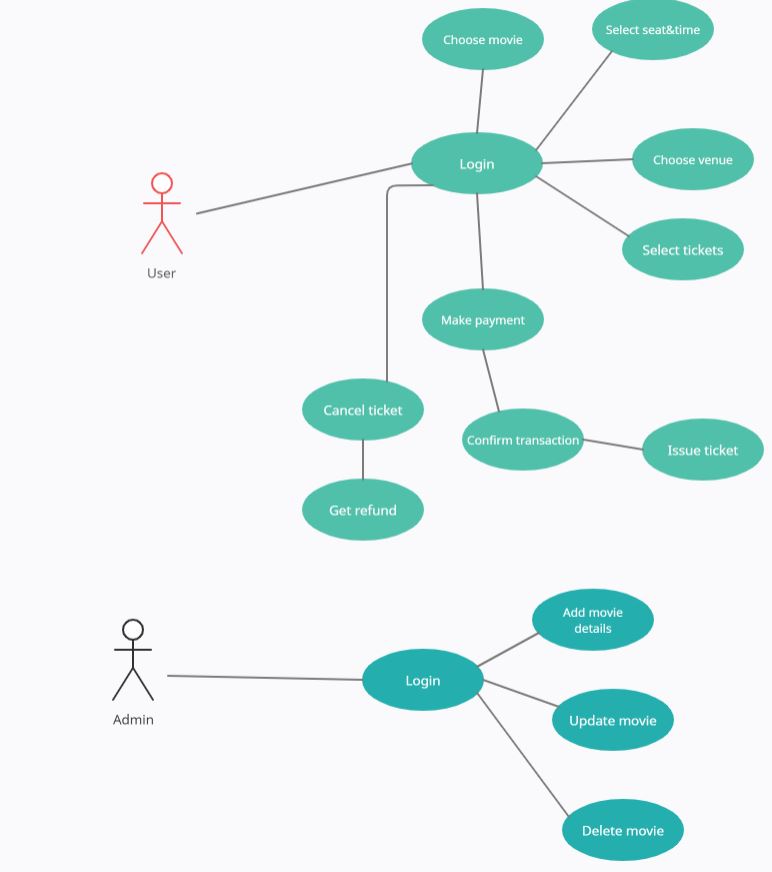 Select seat&time
Choose movie
Choose venue
Login
Select tickets
User
Make payment
Cancel ticket
Confirm transaction
Issue ticket
Get refund
Add movie
details
Login
Admin
Update movie
Delete movie